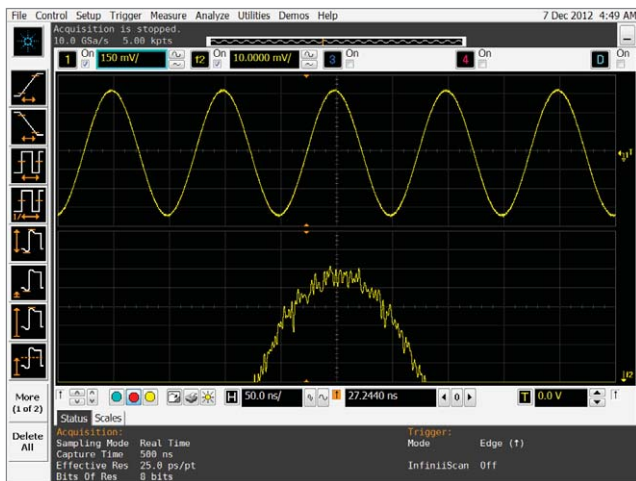 File Control Setup Trigger Measure Analyze Utilities Demos Help 7 Dec 2012 4:49 AM
Acquisition is stopped.
10.0 GSa/s 5.00 kpts
1 On 150 mV/ f2 On 10.0000 mV/ 3 On 4 On D On
1
f2
More
(1 of 2)
Delete
All
H 50.0 ns/ 27.2440 ns 0 T 0.0 V
Status Scales
Acquisition: Trigger:
Sampling Mode Real Time Mode Edge (↑)
Capture Time 500 ns
Effective Res 25.0 ps/pt InfiniiScan Off
Bits Of Res 8 bits